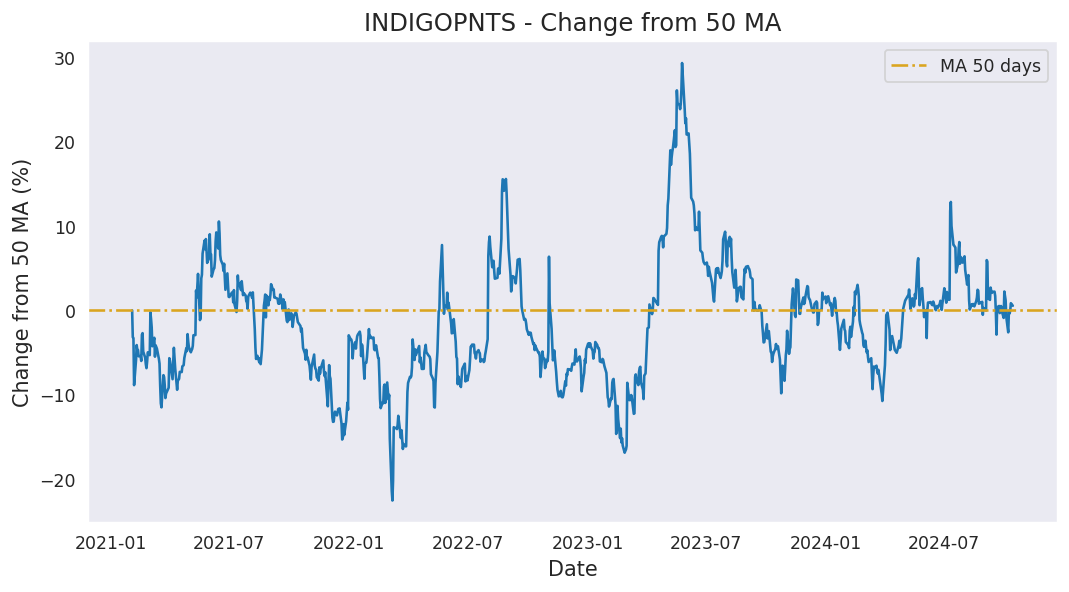 INDIGOPNTS - Change from 50 MA
MA 50 days
Change from 50 MA (%)
30
20
10
0
−10
−20
2021-01 2021-07 2022-01 2022-07 2023-01 2023-07 2024-01 2024-07
Date